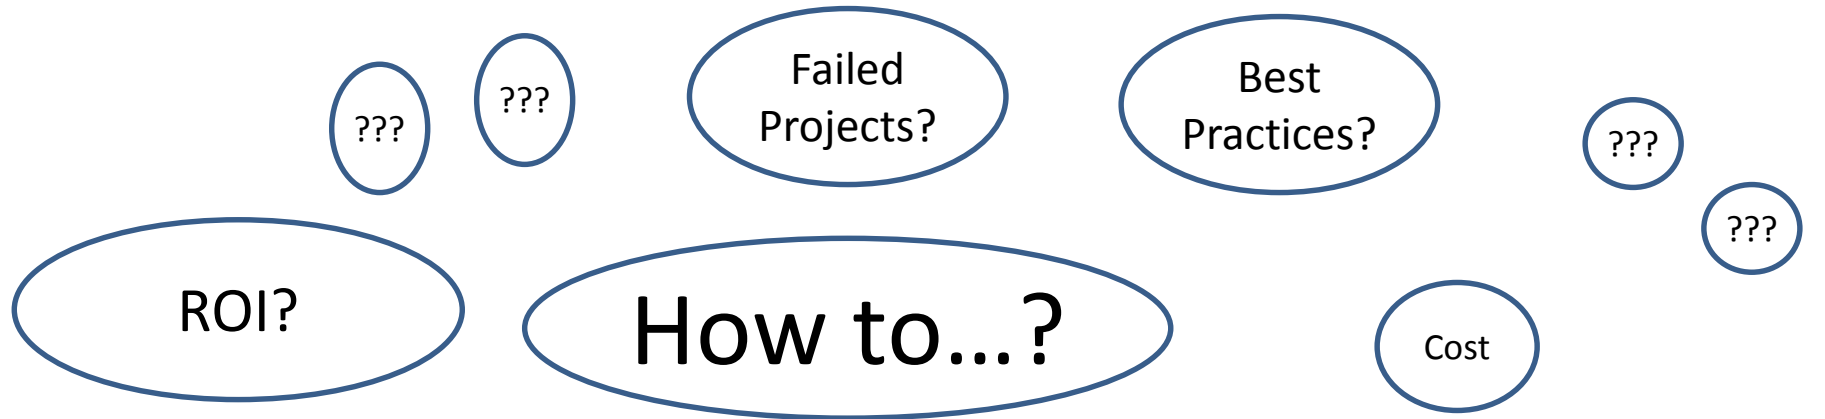 ???
???
Failed
Projects?
Best
Practices?
???
???
ROI?
How to...?
Cost